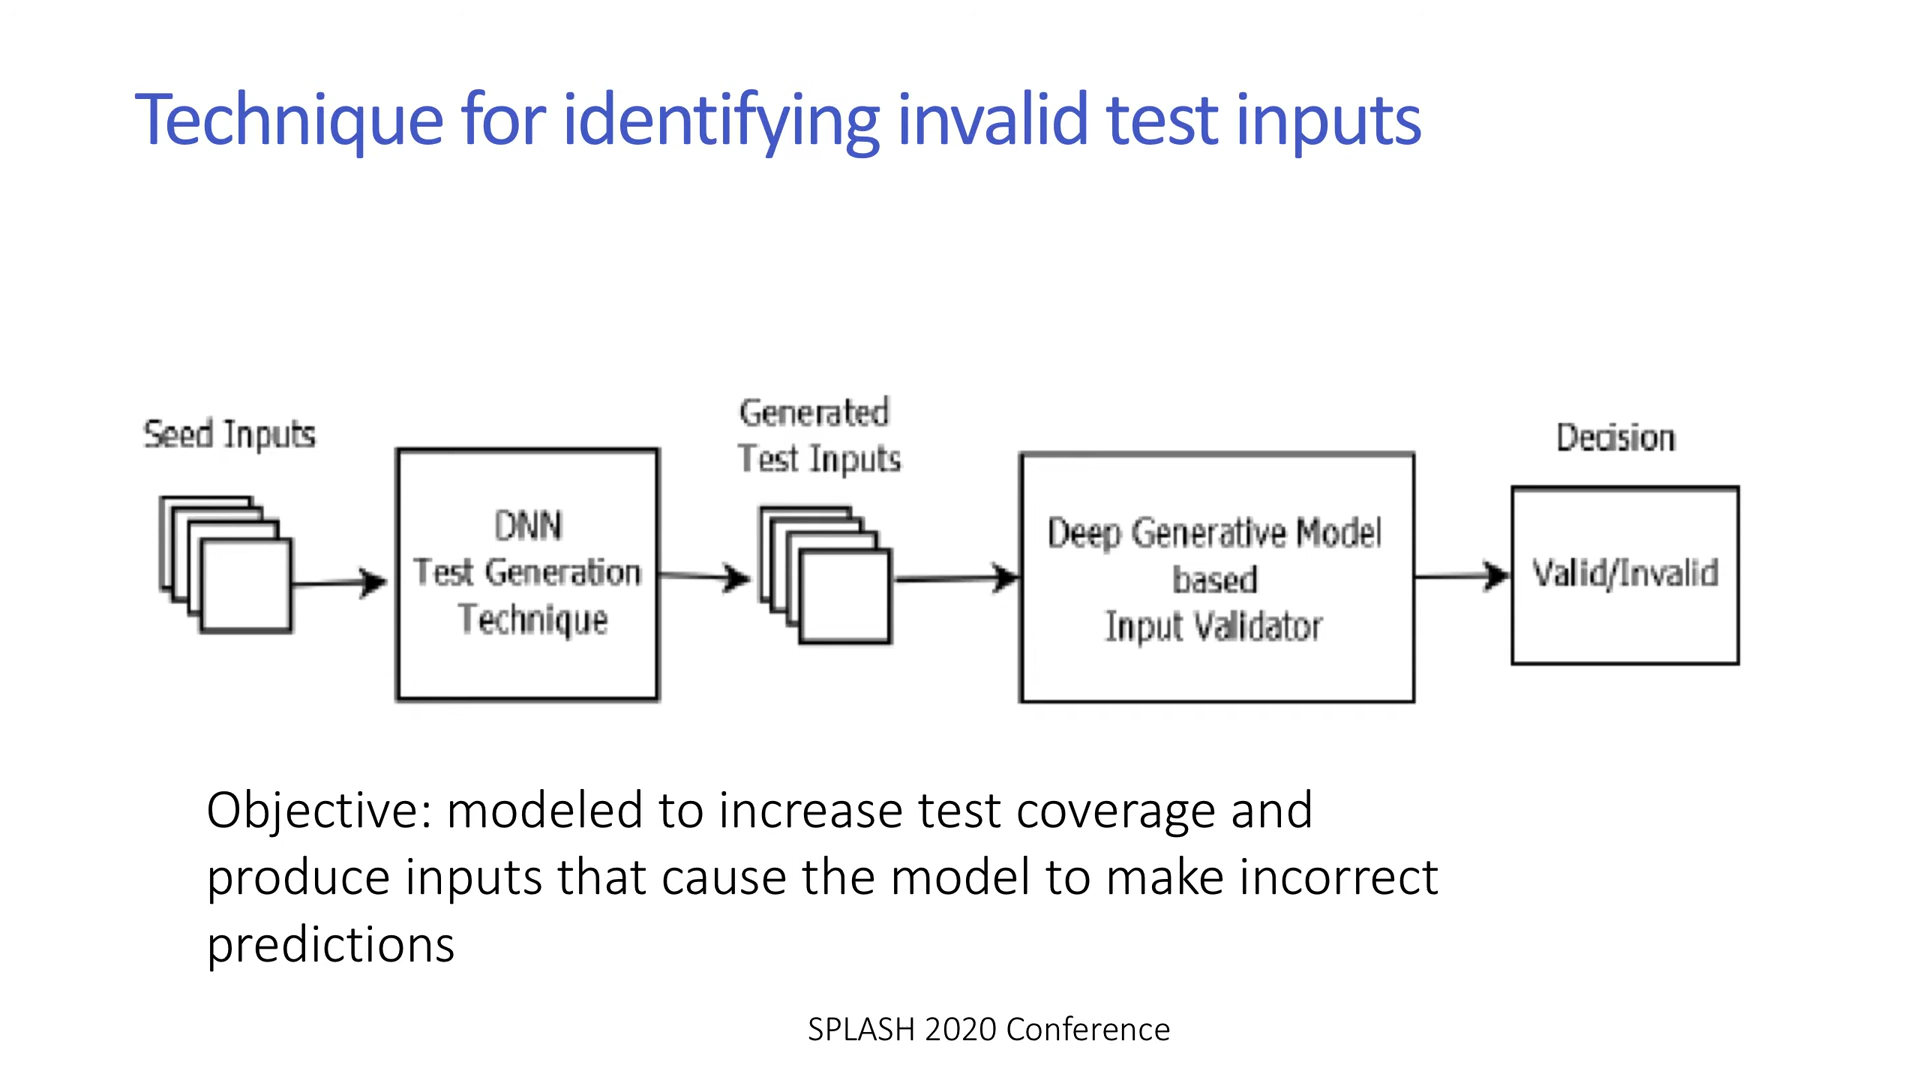 Technique for identifying invalid test inputs
Seed Inputs
DNN
Test Generation
Technique
Generated
Test Inputs
Deep Generative Model
based
Input Validator
Decision
Valid/Invalid
Objective: modeled to increase test coverage and
produce inputs that cause the model to make incorrect
predictions
SPLASH 2020 Conference